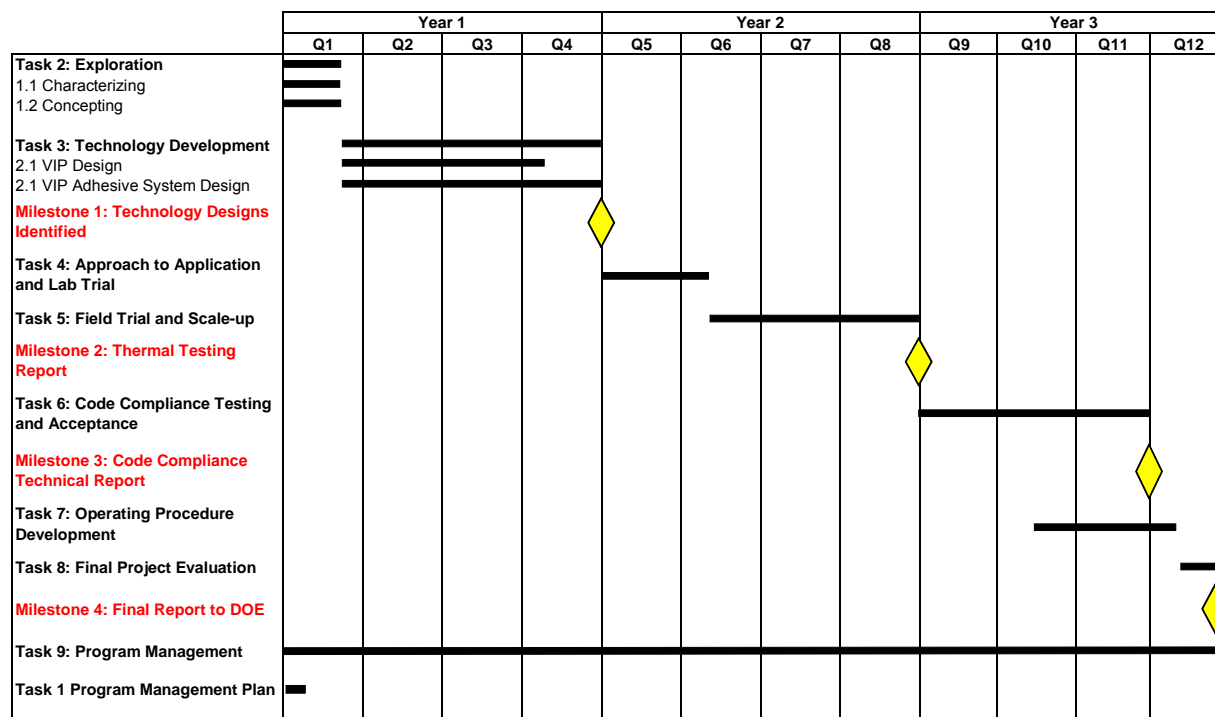 Year 1 Year 2 Year 3
Q1 Q2 Q3 Q4 Q5 Q6 Q7 Q8 Q9 Q10 Q11 Q12
Task 2: Exploration
1.1 Characterizing
1.2 Concepting
Task 3: Technology Development
2.1 VIP Design
2.1 VIP Adhesive System Design
Milestone 1: Technology Designs
Identified
Task 4: Approach to Application
and Lab Trial
Task 5: Field Trial and Scale-up
Milestone 2: Thermal Testing
Report
Task 6: Code Compliance Testing
and Acceptance
Milestone 3: Code Compliance
Technical Report
Task 7: Operating Procedure
Development
Task 8: Final Project Evaluation
Milestone 4: Final Report to DOE
Task 9: Program Management
Task 1 Program Management Plan